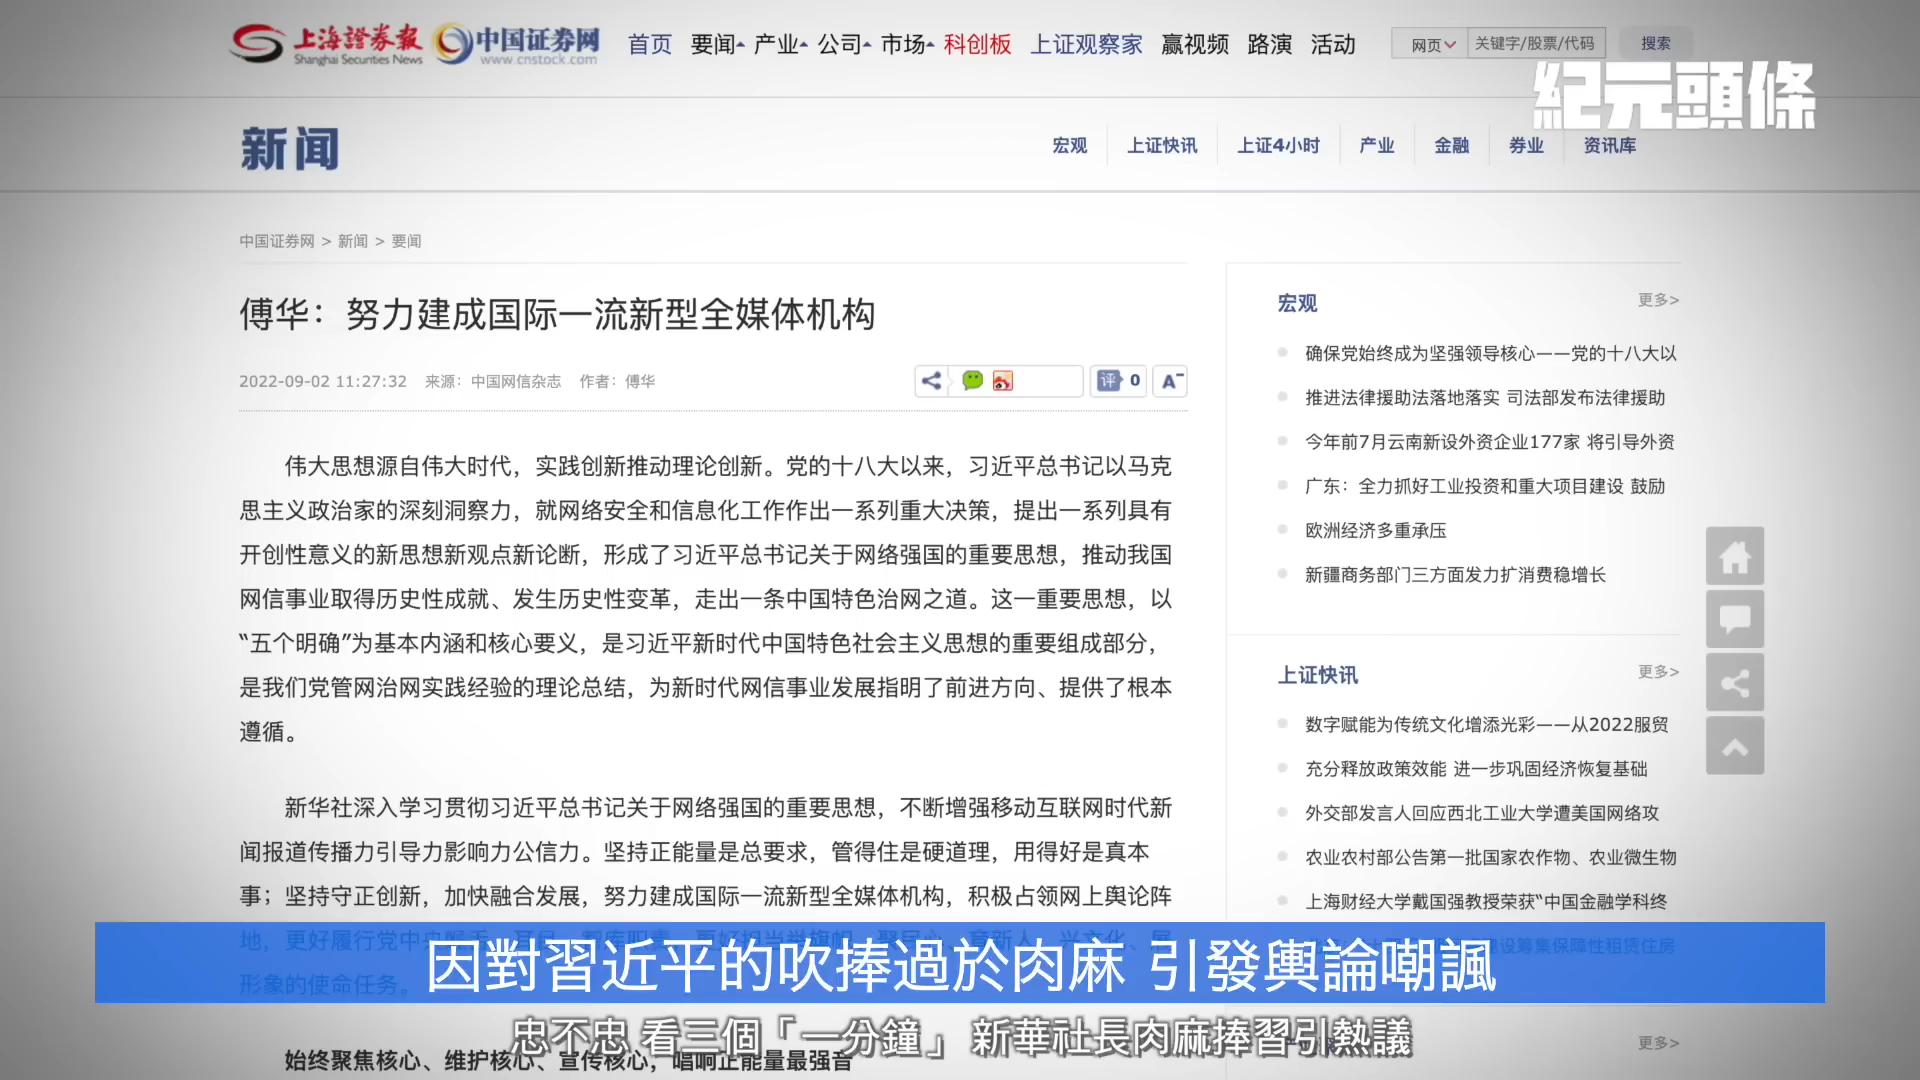 上海證券報 中国证券网
Shanghai Securities News www.cnstock.com
首页 要闻 产业 公司 市场 科创板 上证观察家 赢视频 路演 活动 网页 关键字/股票/代码 搜索
紀元頭條
新闻
宏观 上证快讯 上证4小时 产业 金融 券业 资讯库
中国证券网 > 新闻 > 要闻
傅华：努力建成国际一流新型全媒体机构
2022-09-02 11:27:32 来源：中国网信杂志 作者：傅华
评 0 A-
伟大思想源自伟大时代，实践创新推动理论创新。党的十八大以来，习近平总书记以马克
思主义政治家的深刻洞察力，就网络安全和信息化工作作出一系列重大决策，提出一系列具有
开创性意义的新思想新观点新论断，形成了习近平总书记关于网络强国的重要思想，推动我国
网信事业取得历史性成就、发生历史性变革，走出一条中国特色治网之道。这一重要思想，以
“五个明确”为基本内涵和核心要义，是习近平新时代中国特色社会主义思想的重要组成部分，
是我们党管网治网实践经验的理论总结，为新时代网信事业发展指明了前进方向、提供了根本
遵循。
新华社深入学习贯彻习近平总书记关于网络强国的重要思想，不断增强移动互联网时代新
闻报道传播力引导力影响力公信力。坚持正能量是总要求，管得住是硬道理，用得好是真本
事；坚持守正创新，加快融合发展，努力建成国际一流新型全媒体机构，积极占领网上舆论阵
地，更好履行党中央
形象的使命任务。
始终聚焦核心、维护核心、宣传核心，唱响正能量最强音
宏观 更多>
确保党始终成为坚强领导核心——党的十八大以
推进法律援助法落地落实 司法部发布法律援助
今年前7月云南新设外资企业177家 将引导外资
广东：全力抓好工业投资和重大项目建设 鼓励
欧洲经济多重承压
新疆商务部门三方面发力扩消费稳增长
上证快讯 更多>
数字赋能为传统文化增添光彩——从2022服贸
充分释放政策效能 进一步巩固经济恢复基础
外交部发言人回应西北工业大学遭美国网络攻
农业农村部公告第一批国家农作物、农业微生物
上海财经大学戴国强教授荣获“中国金融学科终
设筹集保障性租赁住房
更多>
因對習近平的吹捧過於肉麻 引發輿論嘲諷
忠不忠 看三個「一分鐘」 新華社長肉麻捧習引熱議